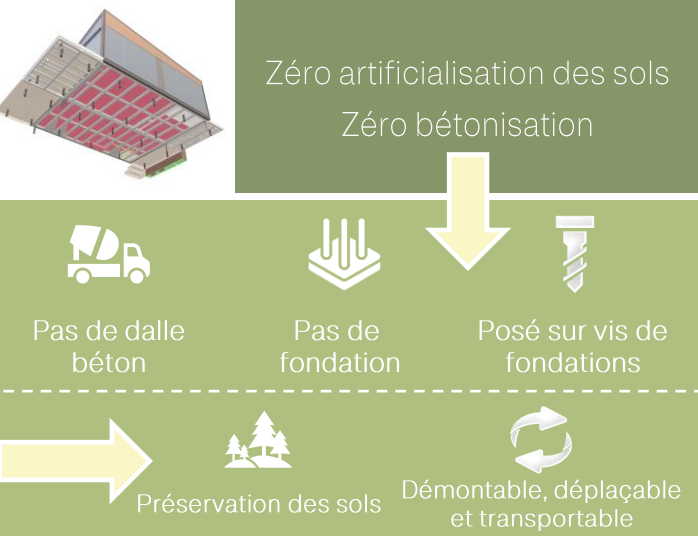 Zéro artificialisation des sols
Zéro bétonisation
Pas de dalle
béton
Pas de
fondation
Posé sur vis de
fondations
Préservation des sols
Démontable, déplaçable
et transportable